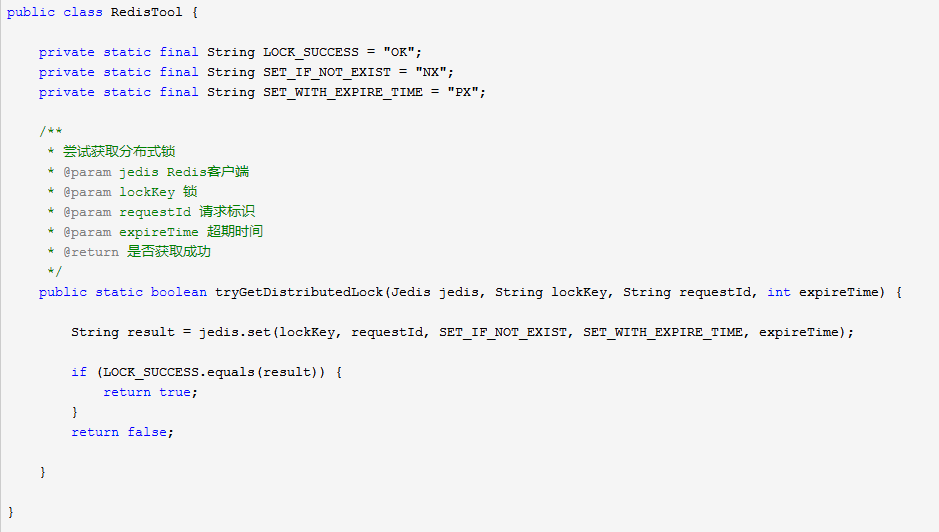 public class RedisTool {
private static final String LOCK_SUCCESS = "OK";
private static final String SET_IF_NOT_EXIST = "NX";
private static final String SET_WITH_EXPIRE_TIME = "PX";
/**
* 尝试获取分布式锁
* @param jedis Redis客户端
* @param lockKey 锁
* @param requestId 请求标识
* @param expireTime 超期时间
* @return 是否获取成功
*/
public static boolean tryGetDistributedLock(Jedis jedis, String lockKey, String requestId, int expireTime) {
String result = jedis.set(lockKey, requestId, SET_IF_NOT_EXIST, SET_WITH_EXPIRE_TIME, expireTime);
if (LOCK_SUCCESS.equals(result)) {
return true;
}
return false;
}
}